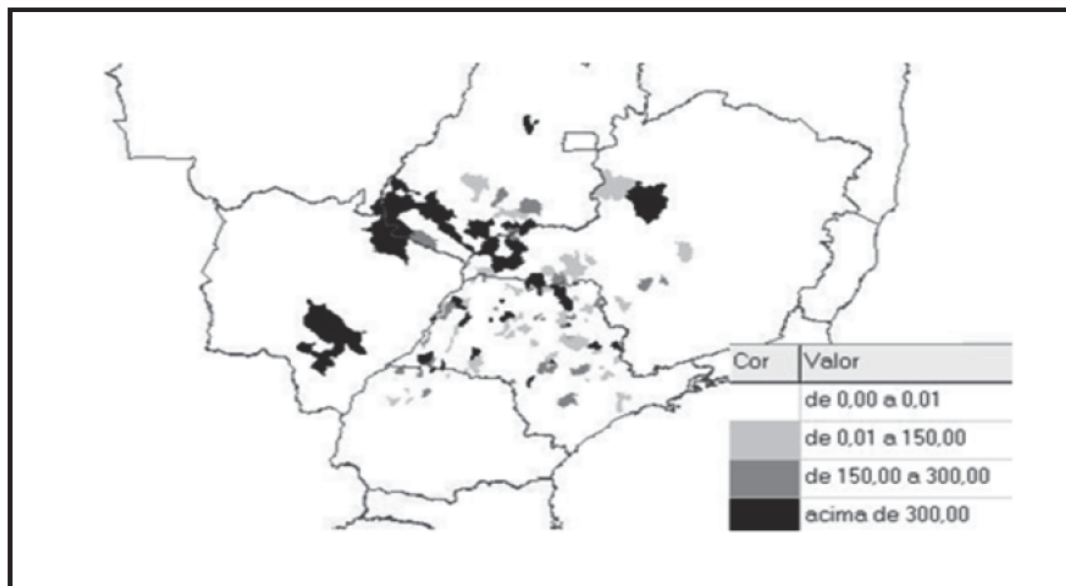 Cor Valor
de 0,00 a 0,01
de 0,01 a 150,00
de 150,00 a 300,00
acima de 300,00